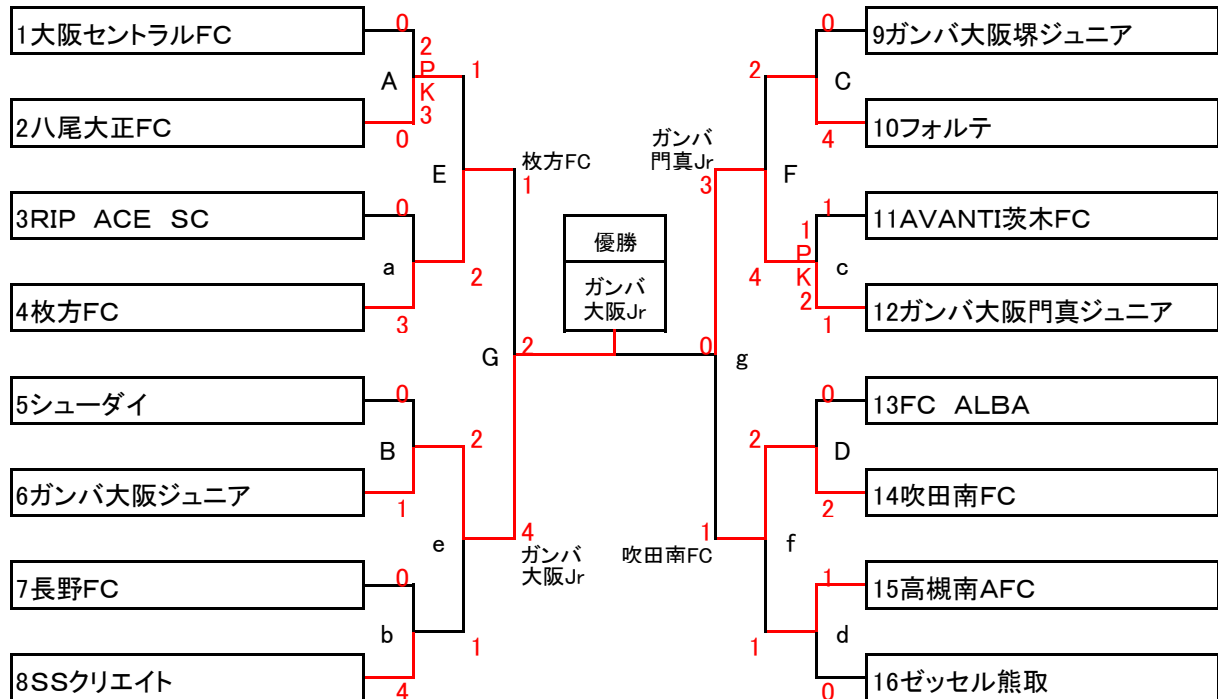 1大阪セントラルFC
0
2
P
K
3
A
1
2八尾大正FC
0
E
枚方FC
1
3RIP ACE SC
0
a
2
4枚方FC
3
G
2
5シューダイ
0
B
2
6ガンバ大阪ジュニア
1
e
4
ガンバ
大阪Jr
7長野FC
0
b
1
8SSクリエイト
4
優勝
ガンバ
大阪Jr
0
9ガンバ大阪堺ジュニア
2
C
4
10フォルテ
ガンバ
門真Jr
3
F
1
11AVANTI茨木FC
1
P
K
2
c
4
1
12ガンバ大阪門真ジュニア
0
g
0
13FC ALBA
2
D
2
14吹田南FC
1
吹田南FC
f
1
15高槻南AFC
1
d
0
16ゼッセル熊取